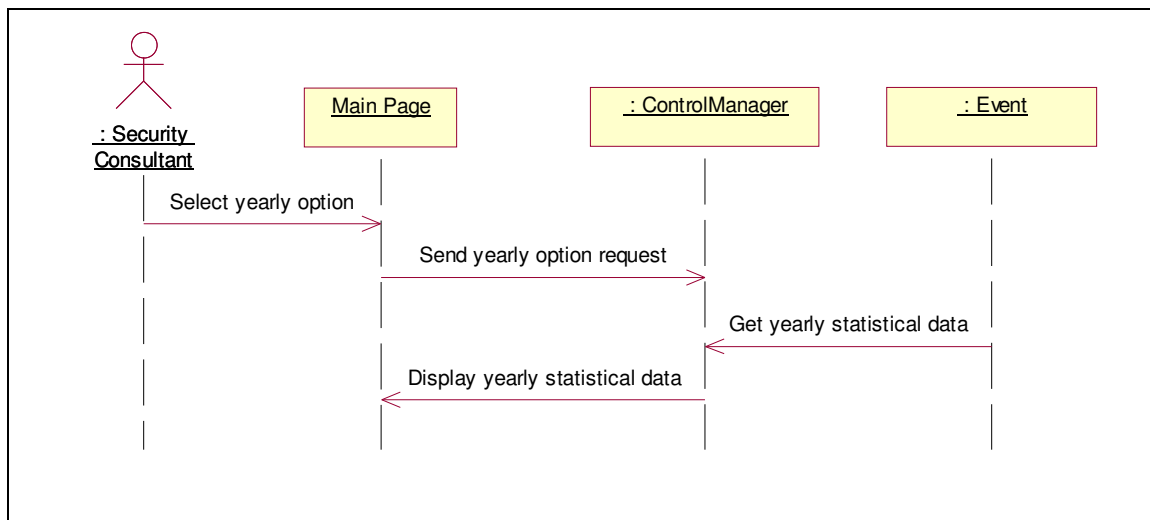 : Security
Consultant
Main Page
: ControlManager
: Event
Select yearly option
Send yearly option request
Get yearly statistical data
Display yearly statistical data